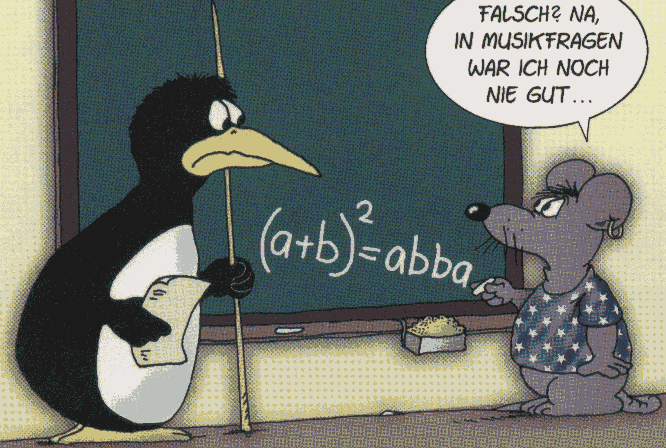 FALSCH? NA,
IN MUSIKFRAGEN
WAR ICH NOCH
NIE GUT...
(a+b)²=abba